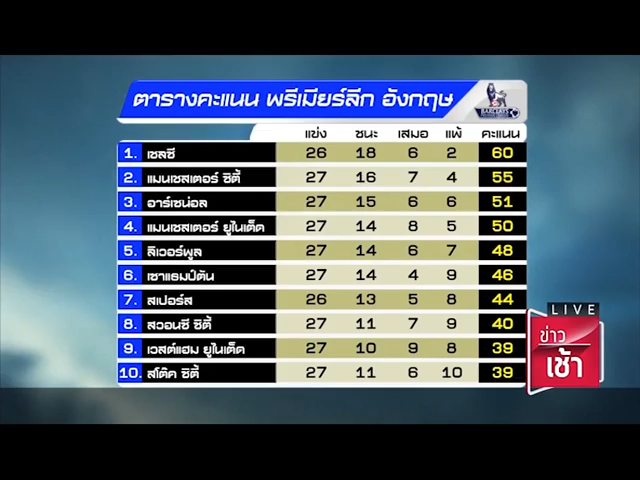 ตารางคะแนน พรีเมียร์ลีก อังกฤษ
BARCLAYS
แข่ง ชนะ เสมอ แพ้ คะแนน
1. เชลซี 26 18 6 2 60
2. แมนเชสเตอร์ ซิตี้ 27 16 7 4 55
3. อาร์เซน่อล 27 15 6 6 51
4. แมนเชสเตอร์ ยูไนเต็ด 27 14 8 5 50
5. ลิเวอร์พูล 27 14 6 7 48
6. เซาแธมป์ตัน 27 14 4 9 46
7. สเปอร์ส 26 13 5 8 44
8. สวอนซี ซิตี้ 27 11 7 9 40
9. เวสต์แฮม ยูไนเต็ด 27 10 9 8 39
10. สโต๊ค ซิตี้ 27 11 6 10 39
LIVE
ข่าว
เช้า